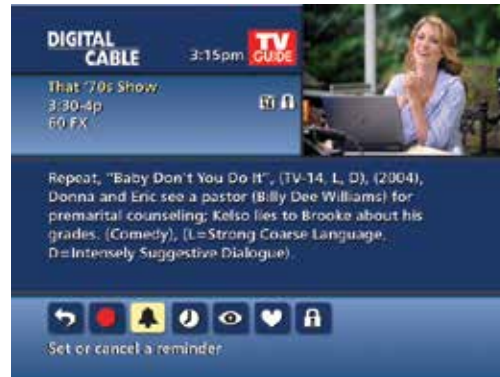 DIGITAL
CABLE
3:15pm
TV
GUIDE
That '70s Show
3:30-4p
60 FX
Repeat, "Baby Don't You Do It", (TV-14, L, D), (2004),
Donna and Eric see a pastor (Billy Dee Williams) for
premarital counseling; Kelso lies to Brooke about his
grades. (Comedy), (L=Strong Coarse Language,
D=Intensely Suggestive Dialogue).
Set or cancel a reminder